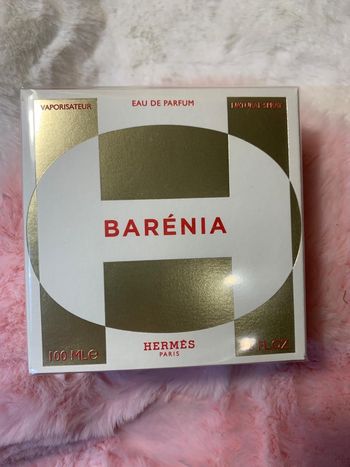 VAPORISATEUR
EAU DE PARFUM
NATURAL SPRAY
BARÉNIA
HERMÈS
PARIS
100 ML e
FL.OZ